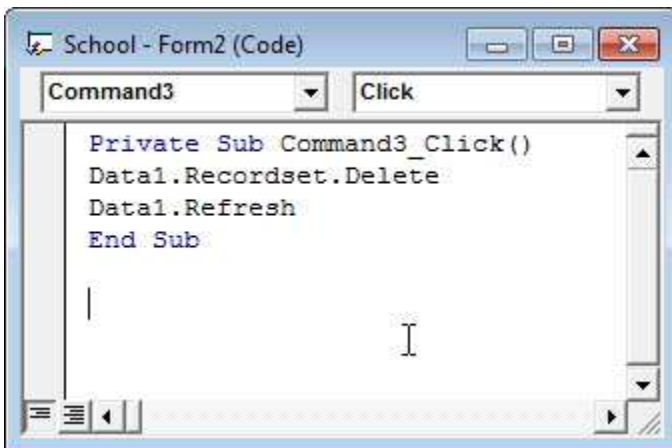 School - Form2 (Code)
Command3 Click
Private Sub Command3_Click()
Data1.Recordset.Delete
Data1.Refresh
End Sub